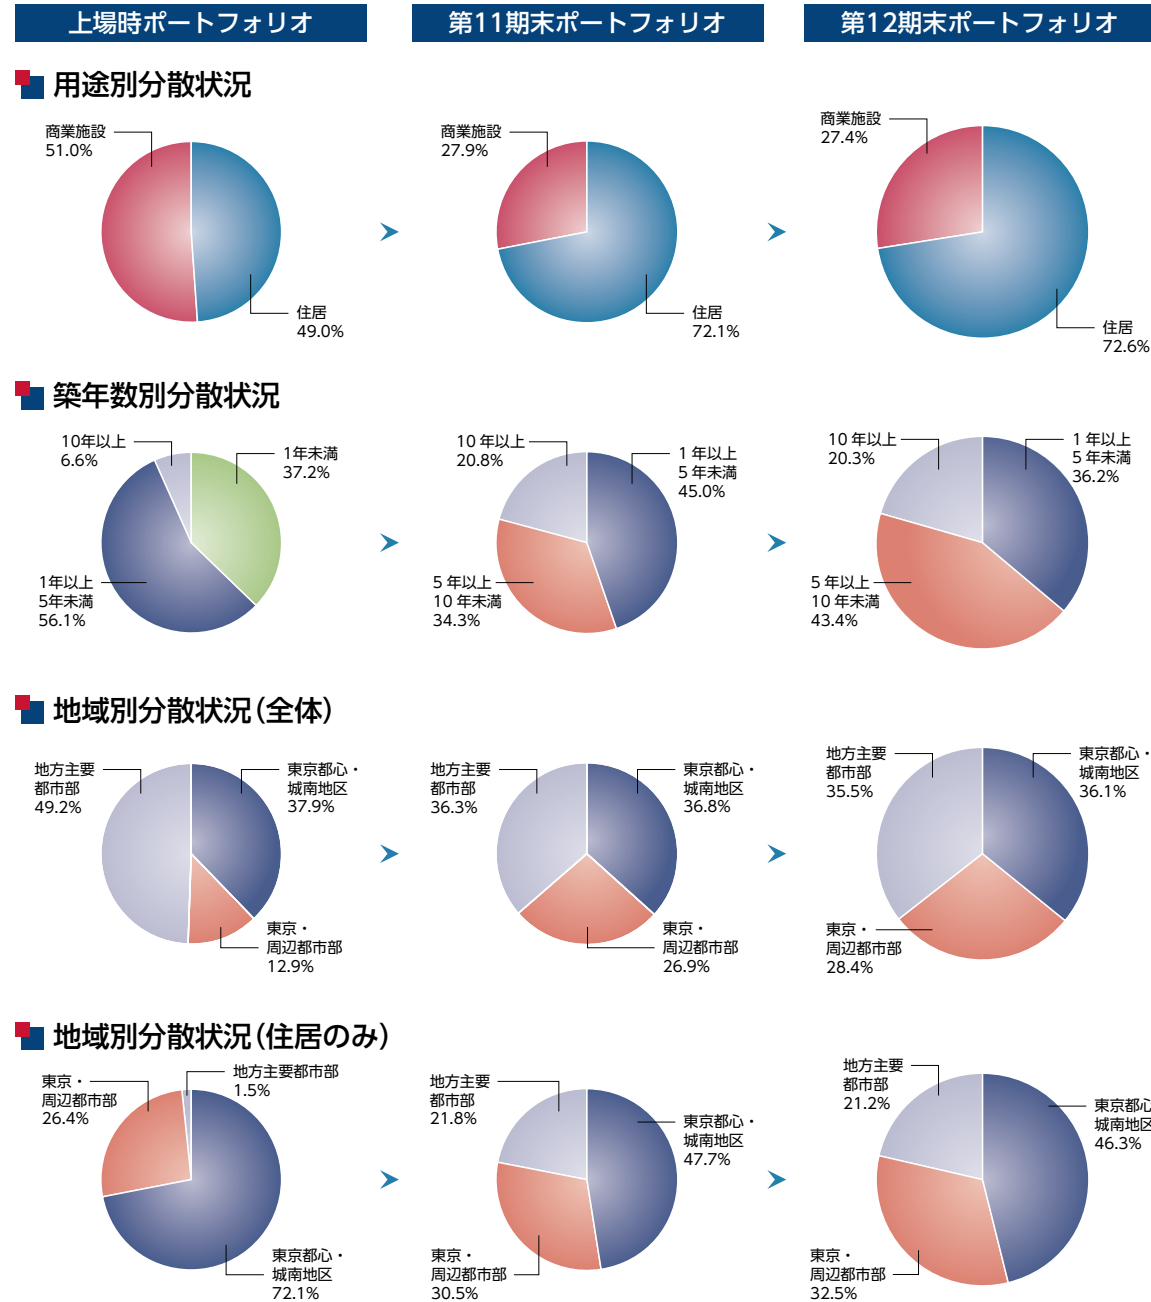 上場時ポートフォリオ
第11期末ポートフォリオ
第12期末ポートフォリオ
用途別分散状況
商業施設
51.0%
住居
49.0%
商業施設
27.9%
住居
72.1%
商業施設
27.4%
住居
72.6%
築年数別分散状況
10年以上
6.6%
1年未満
37.2%
1年以上
5年未満
56.1%
10 年以上
20.8%
1 年以上
5 年未満
45.0%
5 年以上
10 年未満
34.3%
10 年以上
20.3%
1 年以上
5 年未満
36.2%
5 年以上
10 年未満
43.4%
地域別分散状況(全体)
地方主要
都市部
49.2%
東京都心・
城南地区
37.9%
東京・
周辺都市部
12.9%
地方主要
都市部
36.3%
東京都心・
城南地区
36.8%
東京・
周辺都市部
26.9%
地方主要
都市部
35.5%
東京都心・
城南地区
36.1%
東京・
周辺都市部
28.4%
地域別分散状況(住居のみ)
東京・
周辺都市部
26.4%
地方主要都市部
1.5%
東京都心・
城南地区
72.1%
地方主要
都市部
21.8%
東京都心・
城南地区
47.7%
東京・
周辺都市部
30.5%
地方主要
都市部
21.2%
東京都心
城南地区
46.3%
東京・
周辺都市部
32.5%